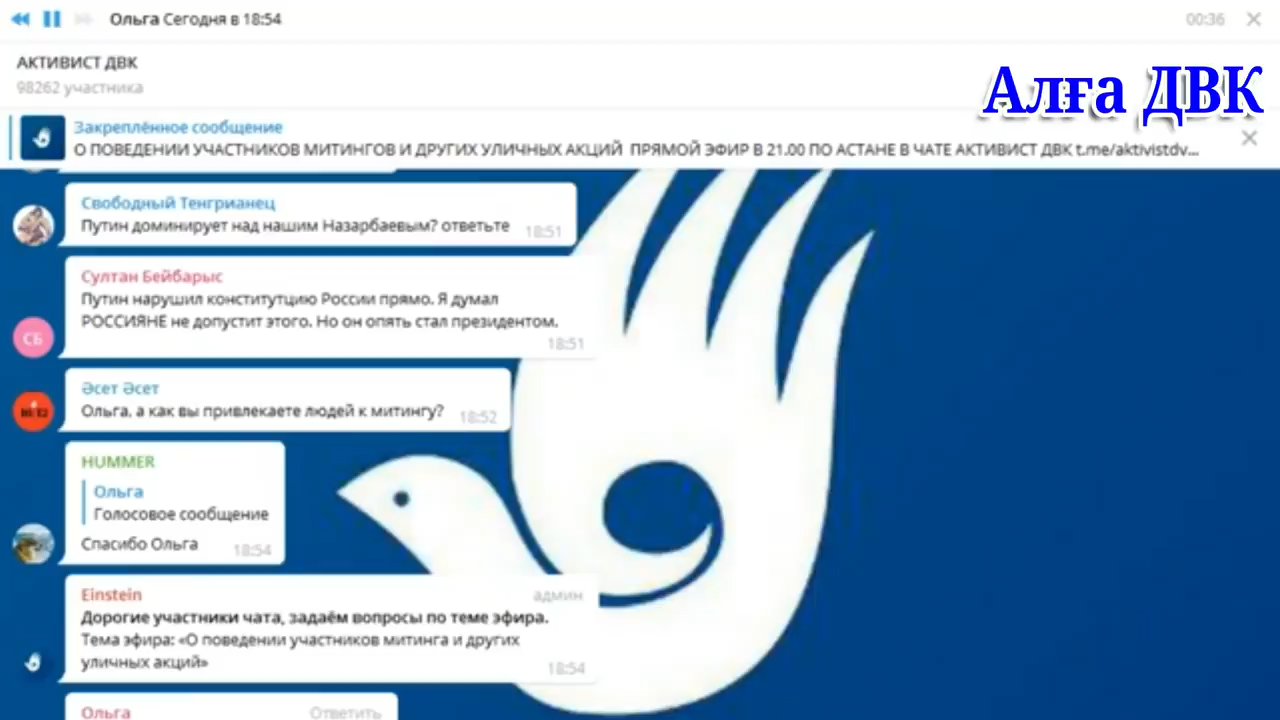 Ольга Сегодня в 18:54
00:36
АКТИВИСТ ДВК
98262 участника
Алға ДВК
Закреплённое сообщение
О ПОВЕДЕНИИ УЧАСТНИКОВ МИТИНГОВ И ДРУГИХ УЛИЧНЫХ АКЦИЙ ПРЯМОЙ ЭФИР В 21.00 ПО АСТАНЕ В ЧАТЕ АКТИВИСТ ДВК t.me/aktivistdv...
Свободный Тенгрианец
Путин доминирует над нашим Назарбаевым? ответьте 18:51
Султан Бейбарыс
Путин нарушил конститутцию России прямо. Я думал
РОССИЯНЕ не допустит этого. Но он опять стал президентом.
18:51
СБ
Әсет Әсет
Ольга, а как вы привлекаете людей к митингу? 18:52
HUMMER
Ольга
Голосовое сообщение
Спасибо Ольга 18:54
Einstein админ
Дорогие участники чата, задаём вопросы по теме эфира.
Тема эфира: «О поведении участников митинга и других
уличных акций» 18:54
Ольга Ответить